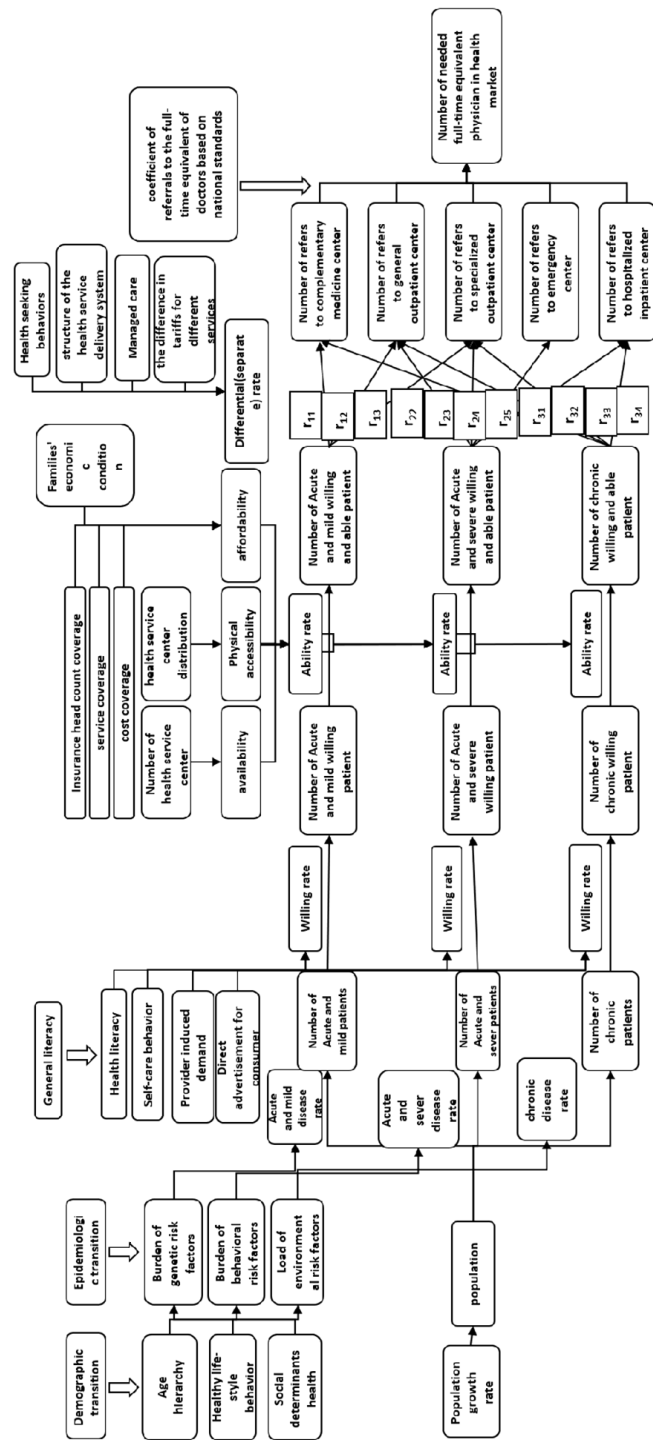 Demographic
transition
Age
hierarchy
Healthy life-
style
behavior
Social
determinants
health
Population
growth
rate
Epidemiologi
c transition
Burden of
genetic risk
factors
Burden of
behavioral
risk factors
Load of
environment
al risk factors
population
General literacy
Health literacy
Self-care behavior
Provider induced
demand
Direct
advertisement for
consumer
Acute
and mild disease
rate
Acute
and sever
disease rate
chronic
disease rate
Number of
Acute and
mild patients
Number of
Acute and
sever patients
Number of
chronic
patients
Willing rate
Willing rate
Willing rate
Insurance head count coverage
service coverage
cost coverage
Families'
economi
c
conditio
n
Number of
health service
center
health service
center
distribution
availability
Physical
accessibility
affordability
Number of Acute
and mild willing
patient
Number of Acute
and severe
willing patient
Number of
chronic willing
patient
Ability rate
Ability rate
Ability rate
Number of Acute
and mild willing
and able patient
Number of Acute
and severe willing
and able patient
Number of chronic
willing and able
patient
Health seeking
behaviors
structure of the
health service
delivery system
Managed care
the difference in
tariffs for
different
services
Differential(separat
e) rate
r11
r12
r13
r22
r23
r24
r25
r31
r32
r33
r34
coefficient of
referrals to the full-
time equivalent of
doctors based on
national standards
Number of refers
to complementary
medicine center
Number of refers
to general
outpatient center
Number of refers
to specialized
outpatient center
Number of refers
to emergency
center
Number of refers
to hospitalized
inpatient center
Number of needed
full-time equivalent
physician in health
market